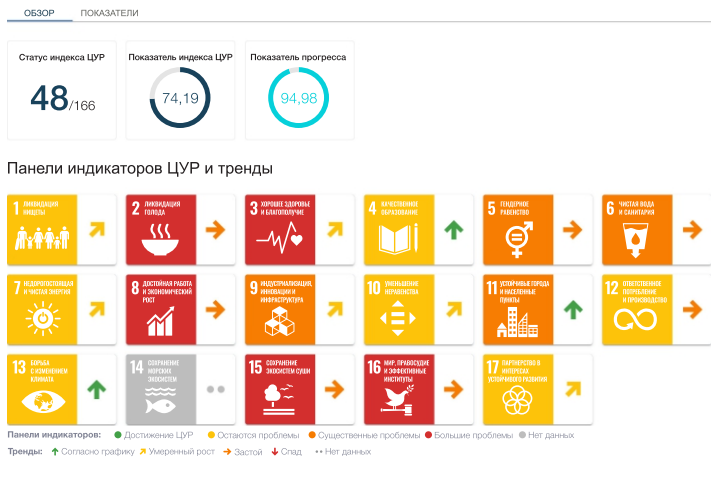 ОБЗОР ПОКАЗАТЕЛИ
Статус индекса ЦУР
48/166
Показатель индекса ЦУР
74,19
Показатель прогресса
94,98
Панели индикаторов ЦУР и тренды
1 ЛИКВИДАЦИЯ
НИЩЕТЫ
2 ЛИКВИДАЦИЯ
ГОЛОДА
3 ХОРОШЕЕ ЗДОРОВЬЕ
И БЛАГОПОЛУЧИЕ
4 КАЧЕСТВЕННОЕ
ОБРАЗОВАНИЕ
5 ГЕНДЕРНОЕ
РАВЕНСТВО
6 ЧИСТАЯ ВОДА
И САНИТАРИЯ
7 НЕДОРОГОСТОЯЩАЯ
И ЧИСТАЯ ЭНЕРГИЯ
8 ДОСТОЙНАЯ РАБОТА
И ЭКОНОМИЧЕСКИЙ
РОСТ
9 ИНДУСТРИАЛИЗАЦИЯ,
ИННОВАЦИИ И
ИНФРАСТРУКТУРА
10 УМЕНЬШЕНИЕ
НЕРАВЕНСТВА
11 УСТОЙЧИВЫЕ ГОРОДА
И НАСЕЛЕННЫЕ
ПУНКТЫ
12 ОТВЕТСТВЕННОЕ
ПОТРЕБЛЕНИЕ
И ПРОИЗВОДСТВО
13 БОРЬБА
С ИЗМЕНЕНИЕМ
КЛИМАТА
14 СОХРАНЕНИЕ
МОРСКИХ
ЭКОСИСТЕМ
15 СОХРАНЕНИЕ
ЭКОСИСТЕМ СУШИ
16 МИР, ПРАВОСУДИЕ
И ЭФФЕКТИВНЫЕ
ИНСТИТУТЫ
17 ПАРТНЕРСТВО В
ИНТЕРЕСАХ
УСТОЙЧИВОГО РАЗВИТИЯ
Панели индикаторов: Достижение ЦУР Остаются проблемы Существенные проблемы Большие проблемы Нет данных
Тренды: Согласно графику Умеренный рост Застой Спад Нет данных